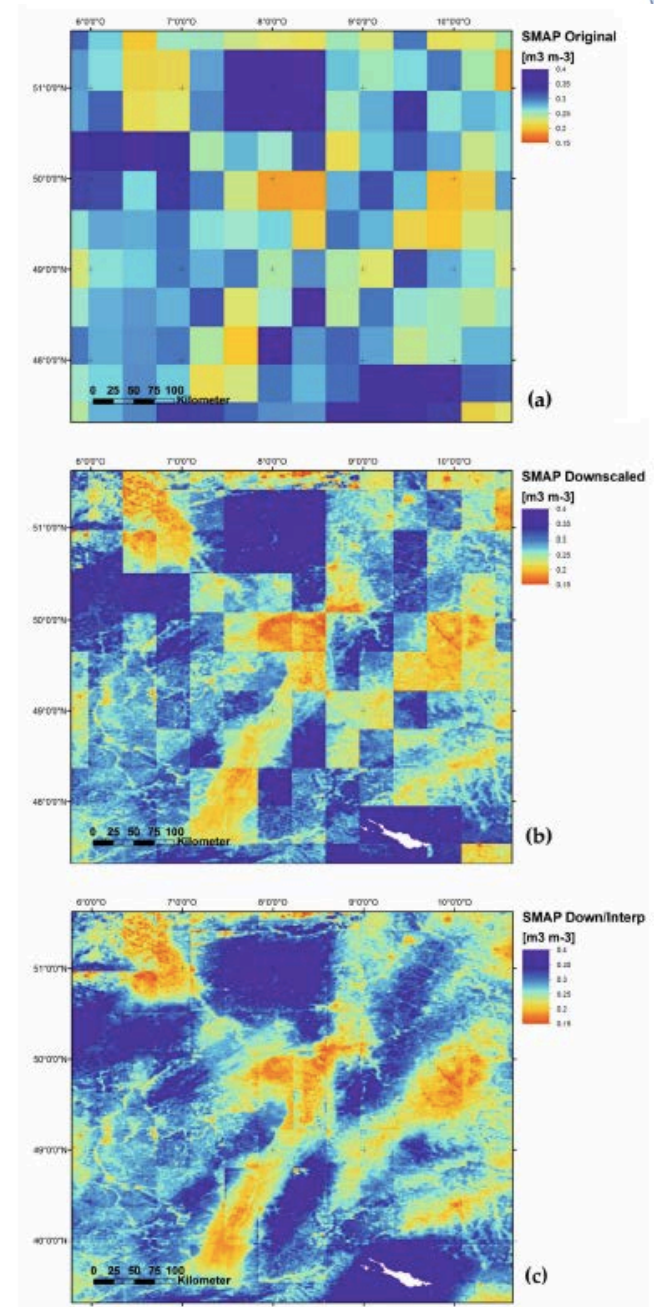 6°0'0"O 7°0'0"O 8°0'0"O 9°0'0"O 10°0'0"O
SMAP Original
[m3 m-3]
0.4
0.35
0.3
0.25
0.2
0.15
51°0'0"N
50°0'0"N
49°0'0"N
48°0'0"N
0 25 50 75 100
Kilometer
(a)
6°0'0"O 7°0'0"O 8°0'0"O 9°0'0"O 10°0'0"O
SMAP Downscaled
[m3 m-3]
0.4
0.35
0.3
0.25
0.2
0.15
51°0'0"N
50°0'0"N
49°0'0"N
48°0'0"N
0 25 50 75 100
Kilometer
(b)
6°0'0"O 7°0'0"O 8°0'0"O 9°0'0"O 10°0'0"O
SMAP Down/Interp
[m3 m-3]
0.4
0.35
0.3
0.25
0.2
0.15
51°0'0"N
50°0'0"N
49°0'0"N
48°0'0"N
0 25 50 75 100
Kilometer
(c)